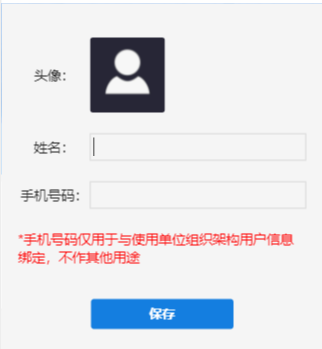 头像：
姓名：
手机号码：
*手机号码仅用于与使用单位组织架构用户信息
绑定，不作其他用途
保存